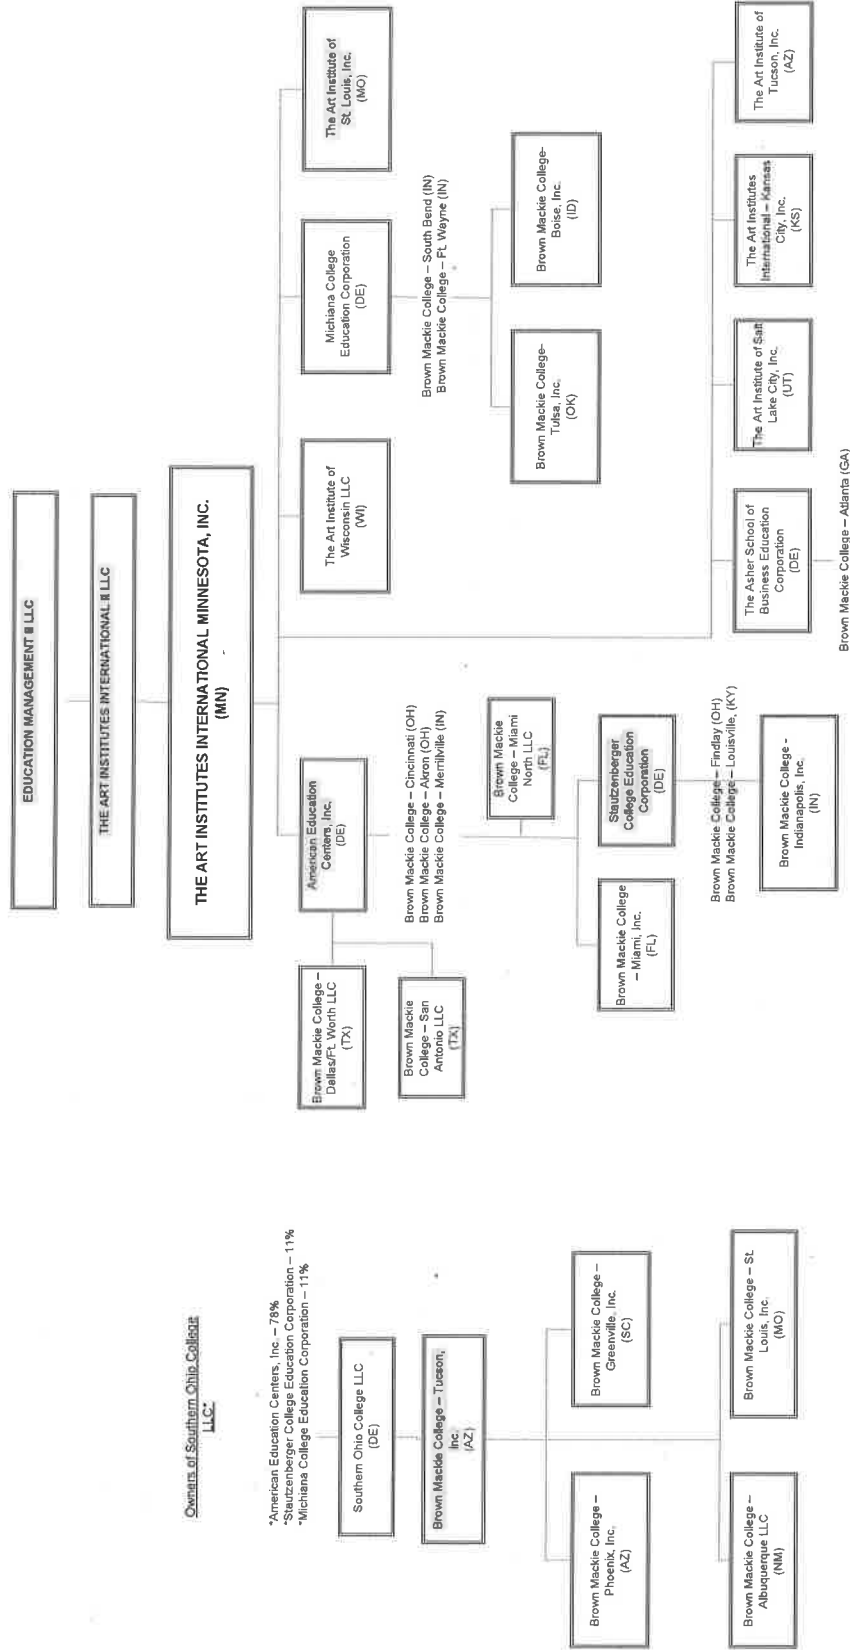 EDUCATION MANAGEMENT II LLC
THE ART INSTITUTES INTERNATIONAL II LLC
THE ART INSTITUTES INTERNATIONAL MINNESOTA, INC.
(MN)
Owners of Southern Ohio College
LLC*
*American Education Centers, Inc. – 78%
*Stautzenberger College Education Corporation – 11%
*Michiana College Education Corporation – 11%
Southern Ohio College LLC
(DE)
Brown Mackie College – Tucson,
Inc.
(AZ)
Brown Mackie College –
Phoenix, Inc.
(AZ)
Brown Mackie College –
Greenville, Inc.
(SC)
Brown Mackie College –
Albuquerque LLC
(NM)
Brown Mackie College – St.
Louis, Inc.
(MO)
Brown Mackie College –
Dallas/Ft. Worth LLC
(TX)
Brown Mackie
College – San
Antonio LLC
(TX)
American Education
Centers, Inc.
(DE)
Brown Mackie College – Cincinnati (OH)
Brown Mackie College – Akron (OH)
Brown Mackie College – Merrillville (IN)
Brown Mackie
College – Miami
North LLC
(FL)
Brown Mackie College
– Miami, Inc.
(FL)
Stautzenberger
College Education
Corporation
(DE)
Brown Mackie College – Findlay (OH)
Brown Mackie College – Louisville, (KY)
Brown Mackie College -
Indianapolis, Inc.
(IN)
The Art Institute of
Wisconsin LLC
(WI)
Michiana College
Education Corporation
(DE)
Brown Mackie College – South Bend (IN)
Brown Mackie College – Ft. Wayne (IN)
Brown Mackie College-
Tulsa, Inc.
(OK)
Brown Mackie College-
Boise, Inc.
(ID)
The Art Institute of
St. Louis, Inc.
(MO)
The Asher School of
Business Education
Corporation
(DE)
Brown Mackie College – Atlanta (GA)
The Art Institute of Salt
Lake City, Inc.
(UT)
The Art Institutes
International – Kansas
City, Inc.
(KS)
The Art Institute of
Tucson, Inc.
(AZ)